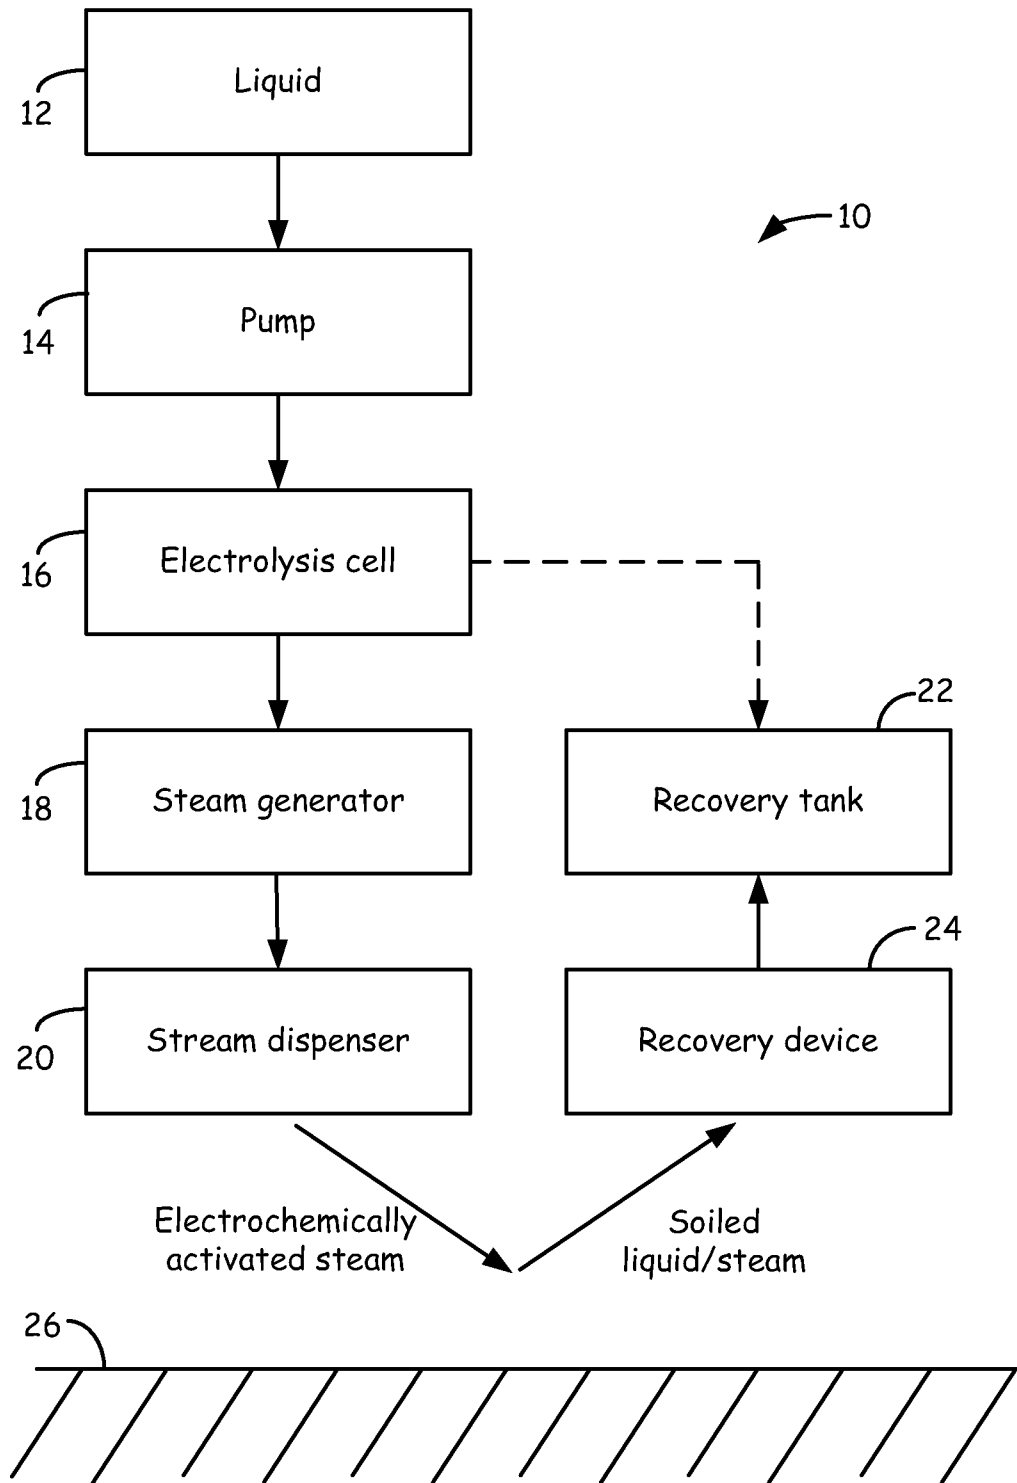 Liquid
12
10
Pump
14
Electrolysis cell
16
22
Steam generator
Recovery tank
18
24
Stream dispenser
Recovery device
20
Electrochemically
activated steam
Soiled
liquid/steam
26